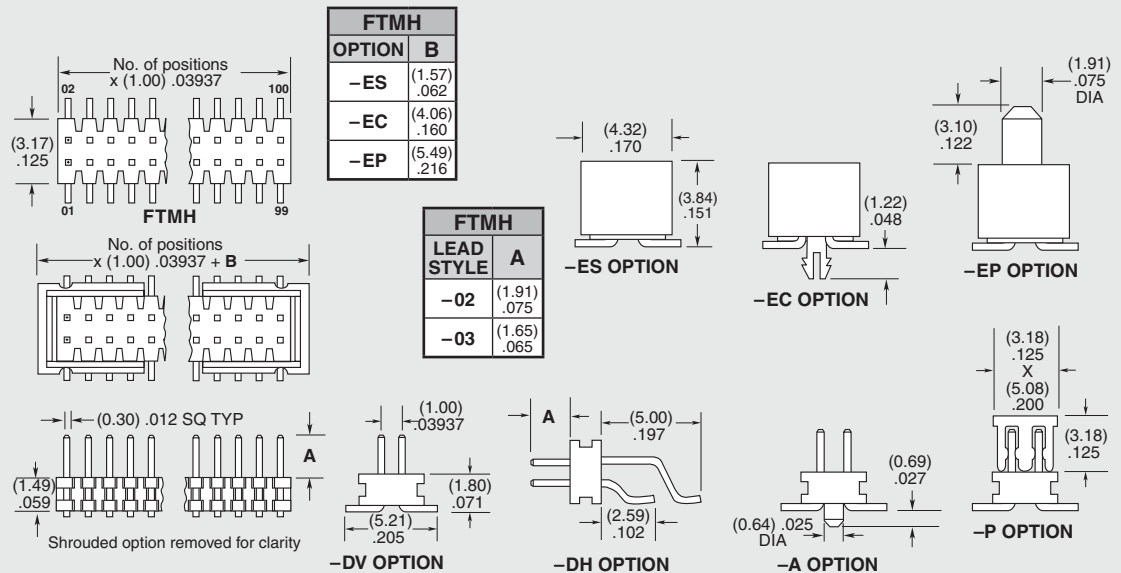 No. of positions
x (1.00) .03937
02
100
(3.17)
.125
01
99
FTMH
FTMH
OPTION B
–ES (1.57) .062
–EC (4.06) .160
–EP (5.49) .216
(4.32)
.170
(3.84)
.151
–ES OPTION
(1.22)
.048
–EC OPTION
(1.91)
.075
DIA
(3.10)
.122
–EP OPTION
No. of positions
x (1.00) .03937 + B
FTMH
LEAD STYLE A
–02 (1.91) .075
–03 (1.65) .065
(0.30) .012 SQ TYP
A
(1.49)
.059
Shrouded option removed for clarity
(1.00)
.03937
(1.80)
.071
(5.21)
.205
–DV OPTION
A
(5.00)
.197
(2.59)
.102
–DH OPTION
(0.69)
.027
(0.64) .025
DIA
–A OPTION
(3.18)
.125
X
(5.08)
.200
(3.18)
.125
–P OPTION